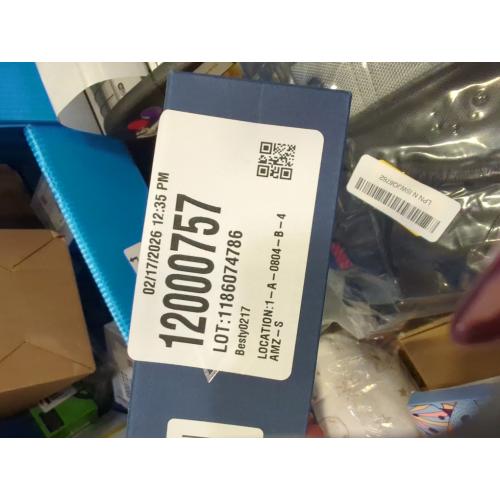 02/17/2026 12:35 PM
12000757
LOT:1186074786
Besty0217
LOCATION:1-A-0804-B-4
AMZ-S